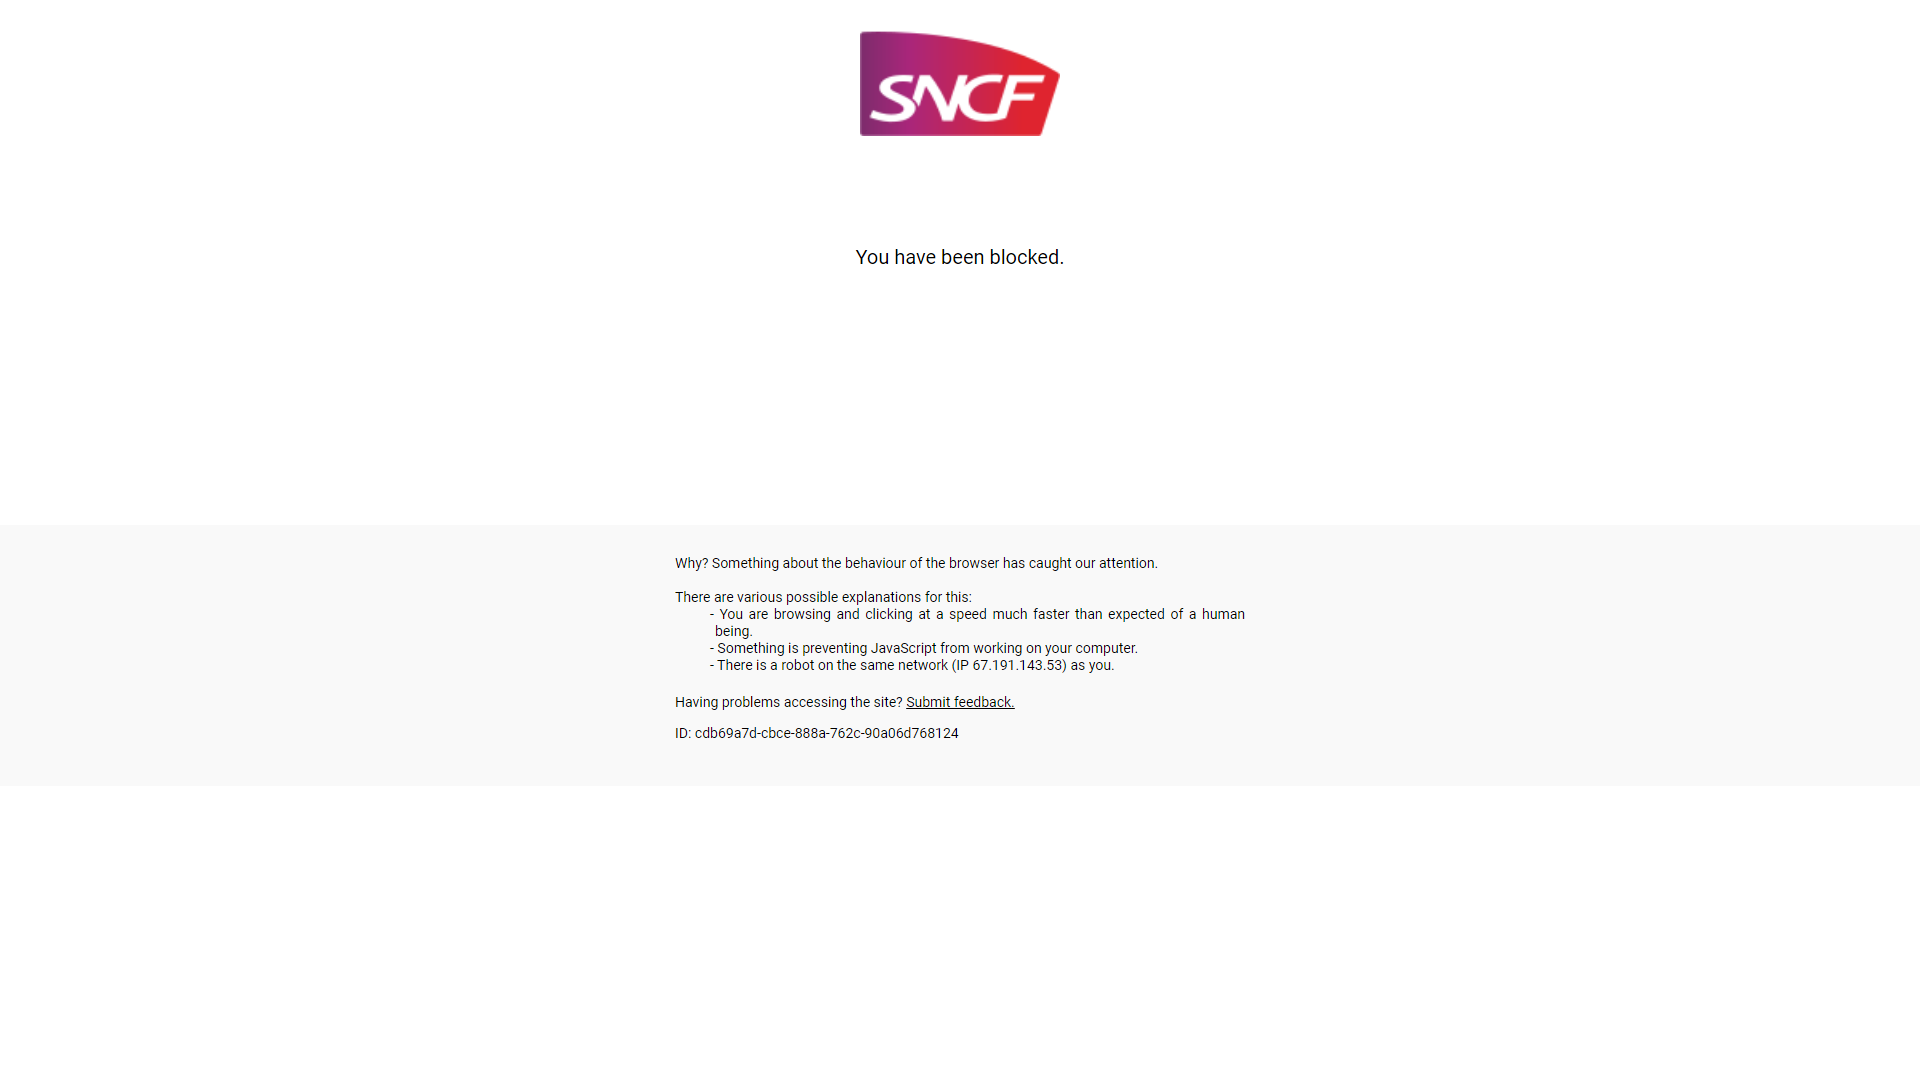 SNCF
You have been blocked.
Why? Something about the behaviour of the browser has caught our attention.
There are various possible explanations for this:
- You are browsing and clicking at a speed much faster than expected of a human
being.
- Something is preventing JavaScript from working on your computer.
- There is a robot on the same network (IP 67.191.143.53) as you.
Having problems accessing the site? Submit feedback.
ID: cdb69a7d-cbce-888a-762c-90a06d768124